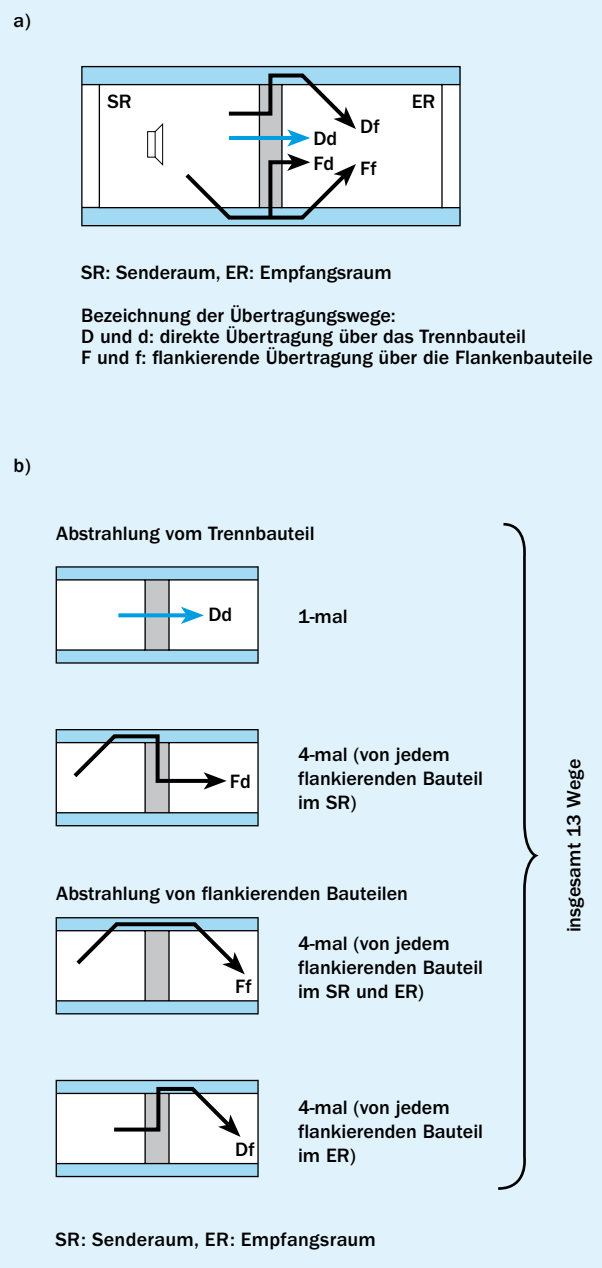 a)
SR
ER
Df
Dd
Fd
Ff
SR: Senderaum, ER: Empfangsraum
Bezeichnung der Übertragungswege:
D und d: direkte Übertragung über das Trennbauteil
F und f: flankierende Übertragung über die Flankenbauteile
b)
Abstrahlung vom Trennbauteil
Dd
1-mal
Fd
4-mal (von jedem
flankierenden Bauteil
im SR)
Abstrahlung von flankierenden Bauteilen
Ff
4-mal (von jedem
flankierenden Bauteil
im SR und ER)
Df
4-mal (von jedem
flankierenden Bauteil
im ER)
insgesamt 13 Wege
SR: Senderaum, ER: Empfangsraum